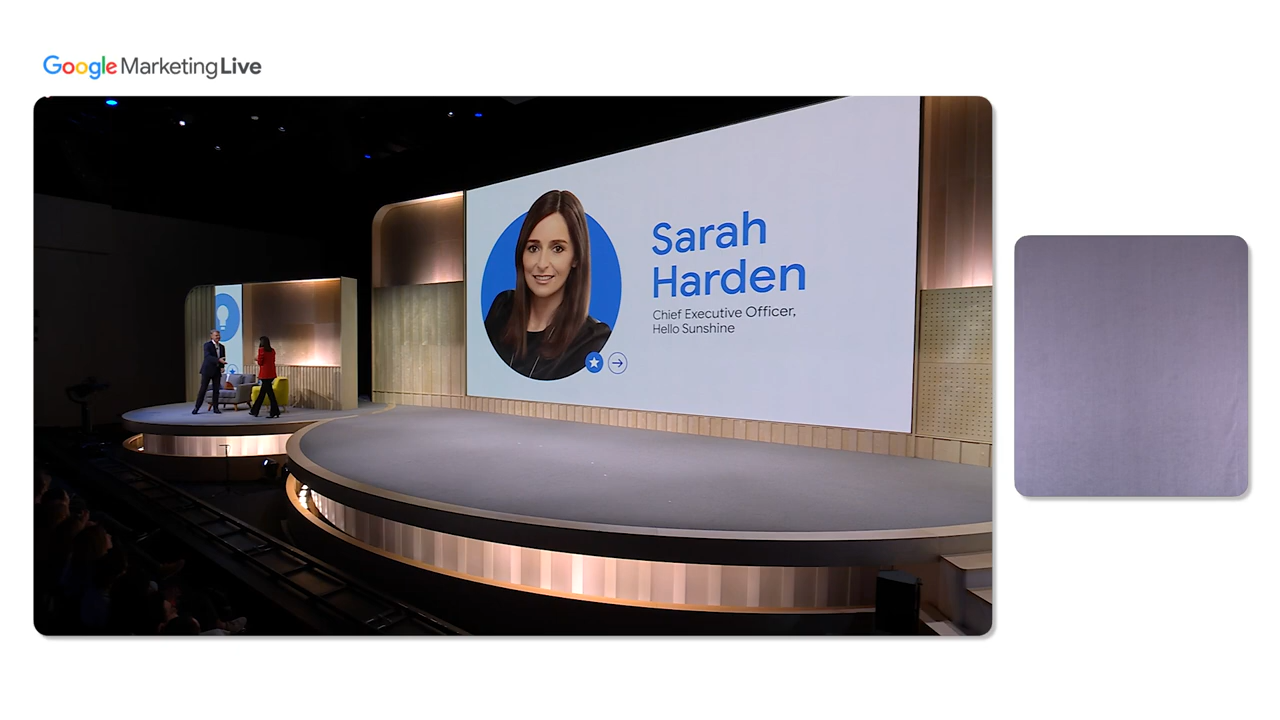 Google Marketing Live
Sarah
Harden
Chief Executive Officer,
Hello Sunshine